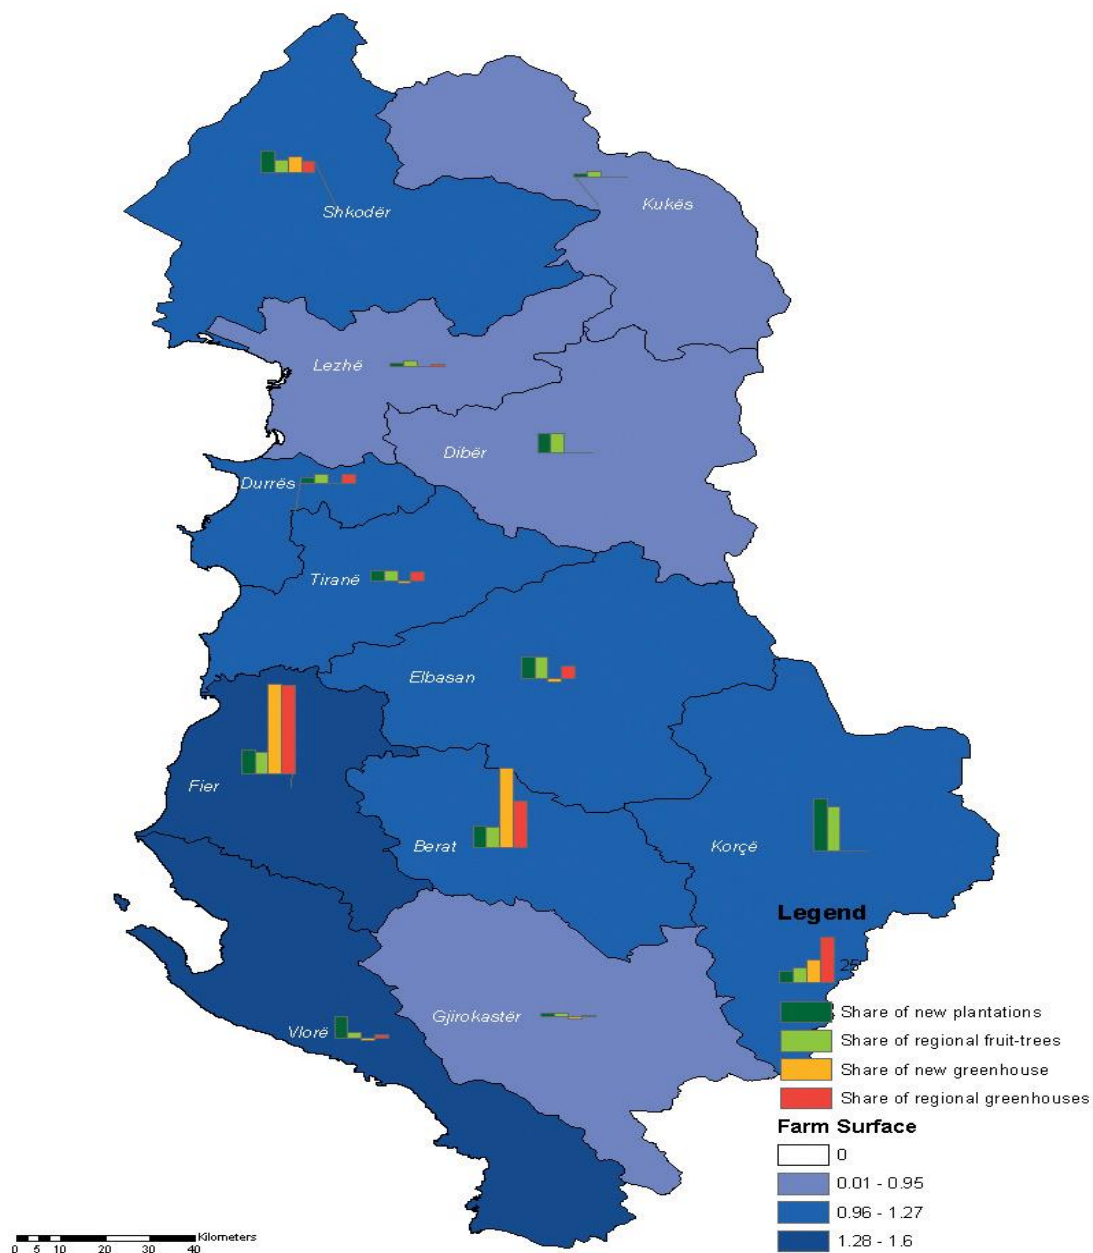 Shkodër
Kukës
Lezhë
Dibër
Durrës
Tiranë
Elbasan
Fier
Berat
Korçë
Gjirokastër
Vlorë
Legend
25
Share of new plantations
Share of regional fruit-trees
Share of new greenhouse
Share of regional greenhouses
Farm Surface
0
0.01 - 0.95
0.96 - 1.27
1.28 - 1.6
Kilometers
0 5 10 20 30 40